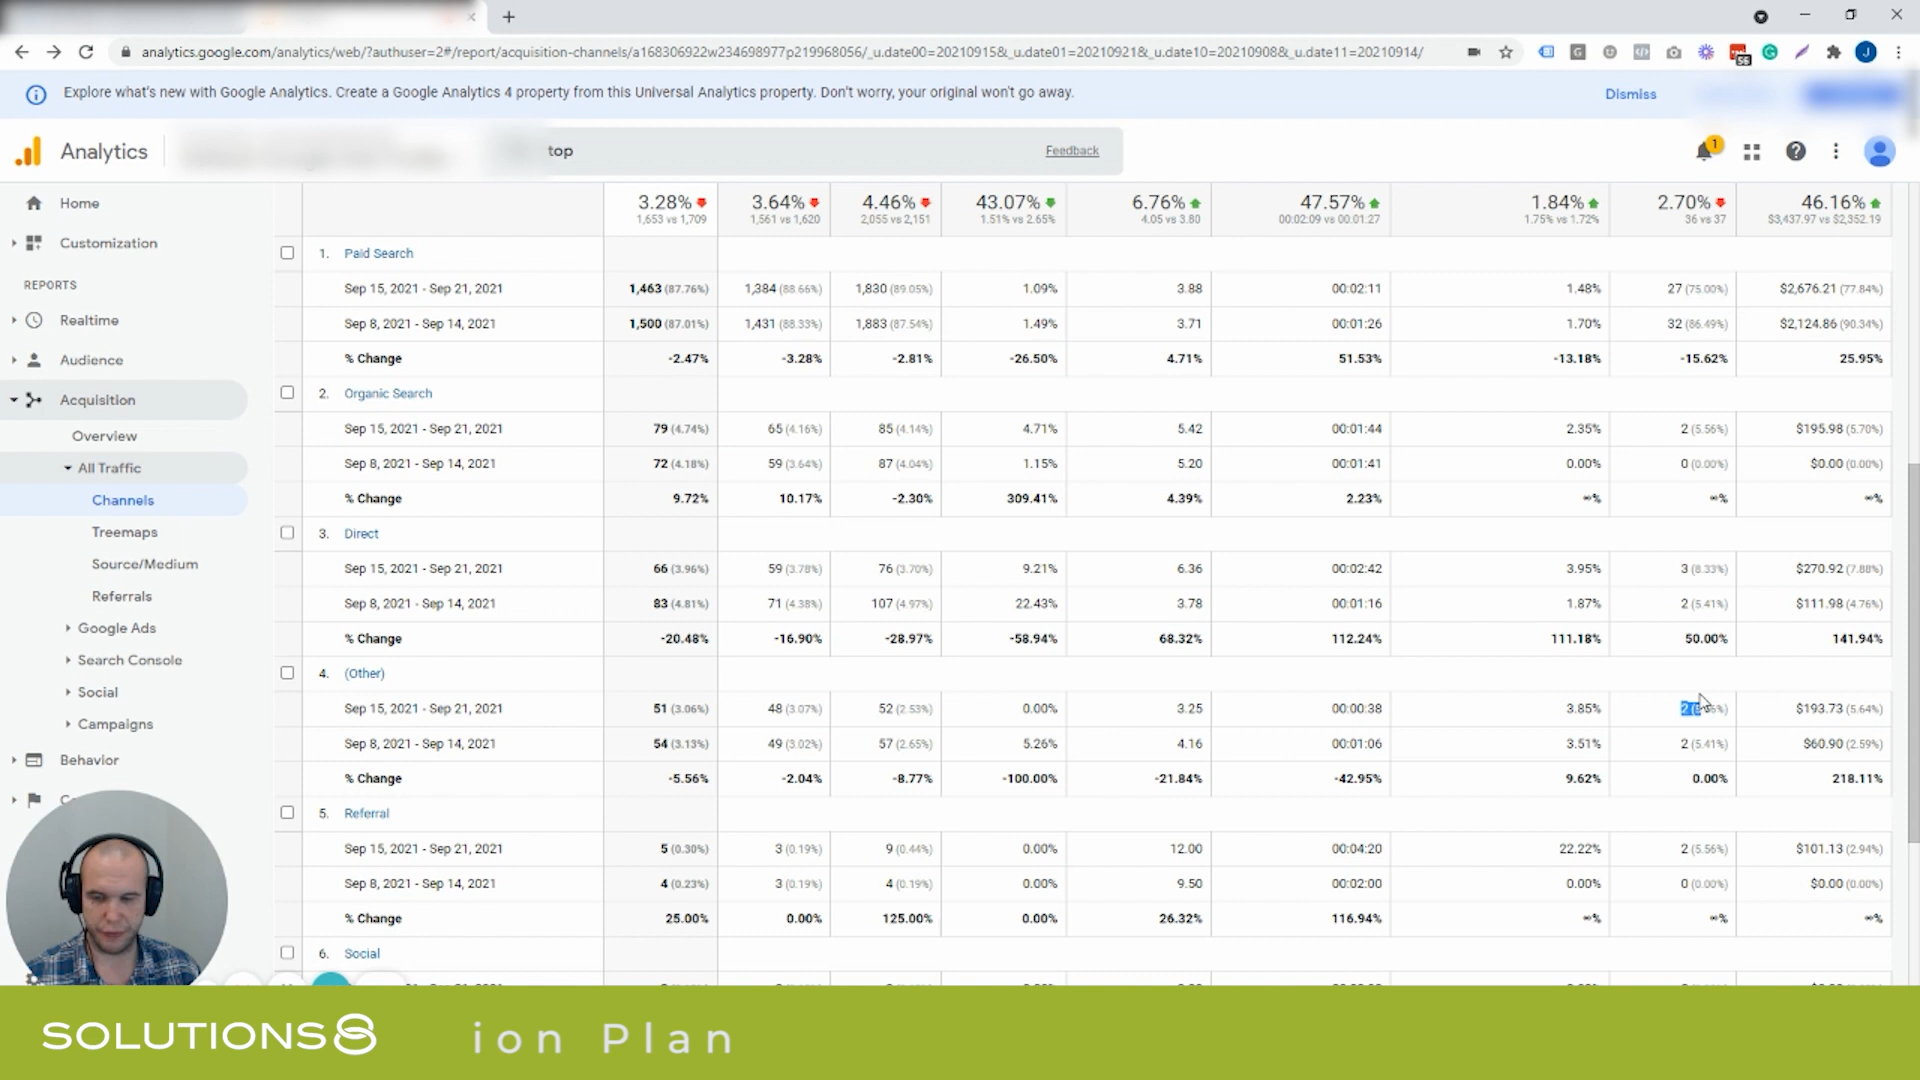 analytics.google.com/analytics/web/?authuser=2#/report/acquisition-channels/a168306922w234698977p219968056/_u.date00=20210915&_u.date01=20210921&_u.date10=20210908&_u.date11=20210914/
56
J
Explore what's new with Google Analytics. Create a Google Analytics 4 property from this Universal Analytics property. Don't worry, your original won't go away.
Dismiss
Analytics
top
Feedback
1
Home
Customization
REPORTS
Realtime
Audience
Acquisition
Overview
All Traffic
Channels
Treemaps
Source/Medium
Referrals
Google Ads
Search Console
Social
Campaigns
Behavior
3.28% 3.64% 4.46% 43.07% 6.76% 47.57% 1.84% 2.70% 46.16%
1,653 vs 1,709 1,561 vs 1,620 2,055 vs 2,151 1.51% vs 2.65% 4.05 vs 3.80 00:02:09 vs 00:01:27 1.75% vs 1.72% 36 vs 37 $3,437.97 vs $2,352.19
1. Paid Search
Sep 15, 2021 - Sep 21, 2021 1,463 (87.76%) 1,384 (88.66%) 1,830 (89.05%) 1.09% 3.88 00:02:11 1.48% 27 (75.00%) $2,676.21 (77.84%)
Sep 8, 2021 - Sep 14, 2021 1,500 (87.01%) 1,431 (88.33%) 1,883 (87.54%) 1.49% 3.71 00:01:26 1.70% 32 (86.49%) $2,124.86 (90.34%)
% Change -2.47% -3.28% -2.81% -26.50% 4.71% 51.53% -13.18% -15.62% 25.95%
2. Organic Search
Sep 15, 2021 - Sep 21, 2021 79 (4.74%) 65 (4.16%) 85 (4.14%) 4.71% 5.42 00:01:44 2.35% 2 (5.56%) $195.98 (5.70%)
Sep 8, 2021 - Sep 14, 2021 72 (4.18%) 59 (3.64%) 87 (4.04%) 1.15% 5.20 00:01:41 0.00% 0 (0.00%) $0.00 (0.00%)
% Change 9.72% 10.17% -2.30% 309.41% 4.39% 2.23% ∞% ∞% ∞%
3. Direct
Sep 15, 2021 - Sep 21, 2021 66 (3.96%) 59 (3.78%) 76 (3.70%) 9.21% 6.36 00:02:42 3.95% 3 (8.33%) $270.92 (7.88%)
Sep 8, 2021 - Sep 14, 2021 83 (4.81%) 71 (4.38%) 107 (4.97%) 22.43% 3.78 00:01:16 1.87% 2 (5.41%) $111.98 (4.76%)
% Change -20.48% -16.90% -28.97% -58.94% 68.32% 112.24% 111.18% 50.00% 141.94%
4. (Other)
Sep 15, 2021 - Sep 21, 2021 51 (3.06%) 48 (3.07%) 52 (2.53%) 0.00% 3.25 00:00:38 3.85% 2 $193.73 (5.64%)
Sep 8, 2021 - Sep 14, 2021 54 (3.13%) 49 (3.02%) 57 (2.65%) 5.26% 4.16 00:01:06 3.51% 2 (5.41%) $60.90 (2.59%)
% Change -5.56% -2.04% -8.77% -100.00% -21.84% -42.95% 9.62% 0.00% 218.11%
5. Referral
Sep 15, 2021 - Sep 21, 2021 5 (0.30%) 3 (0.19%) 9 (0.44%) 0.00% 12.00 00:04:20 22.22% 2 (5.56%) $101.13 (2.94%)
Sep 8, 2021 - Sep 14, 2021 4 (0.23%) 3 (0.19%) 4 (0.19%) 0.00% 9.50 00:02:00 0.00% 0 (0.00%) $0.00 (0.00%)
% Change 25.00% 0.00% 125.00% 0.00% 26.32% 116.94% ∞% ∞% ∞%
6. Social
SOLUTIONS8
ion Plan